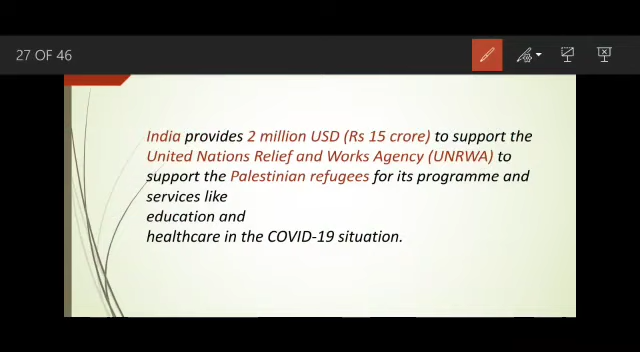 27 OF 46
India provides 2 million USD (Rs 15 crore) to support the
United Nations Relief and Works Agency (UNRWA) to
support the Palestinian refugees for its programme and
services like
education and
healthcare in the COVID-19 situation.